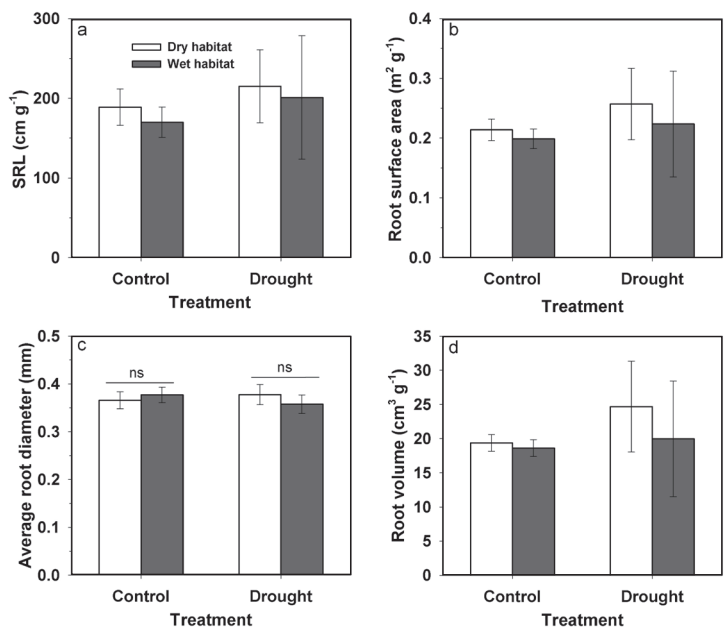 a
Dry habitat
Wet habitat
300
200
100
0
SRL (cm g⁻¹)
Control Drought
Treatment
b
0.4
0.3
0.2
0.1
0.0
Root surface area (m² g⁻¹)
Control Drought
Treatment
c
ns ns
0.5
0.4
0.3
0.2
0.1
0.0
Average root diameter (mm)
Control Drought
Treatment
d
35
30
25
20
15
10
5
0
Root volume (cm³ g⁻¹)
Control Drought
Treatment